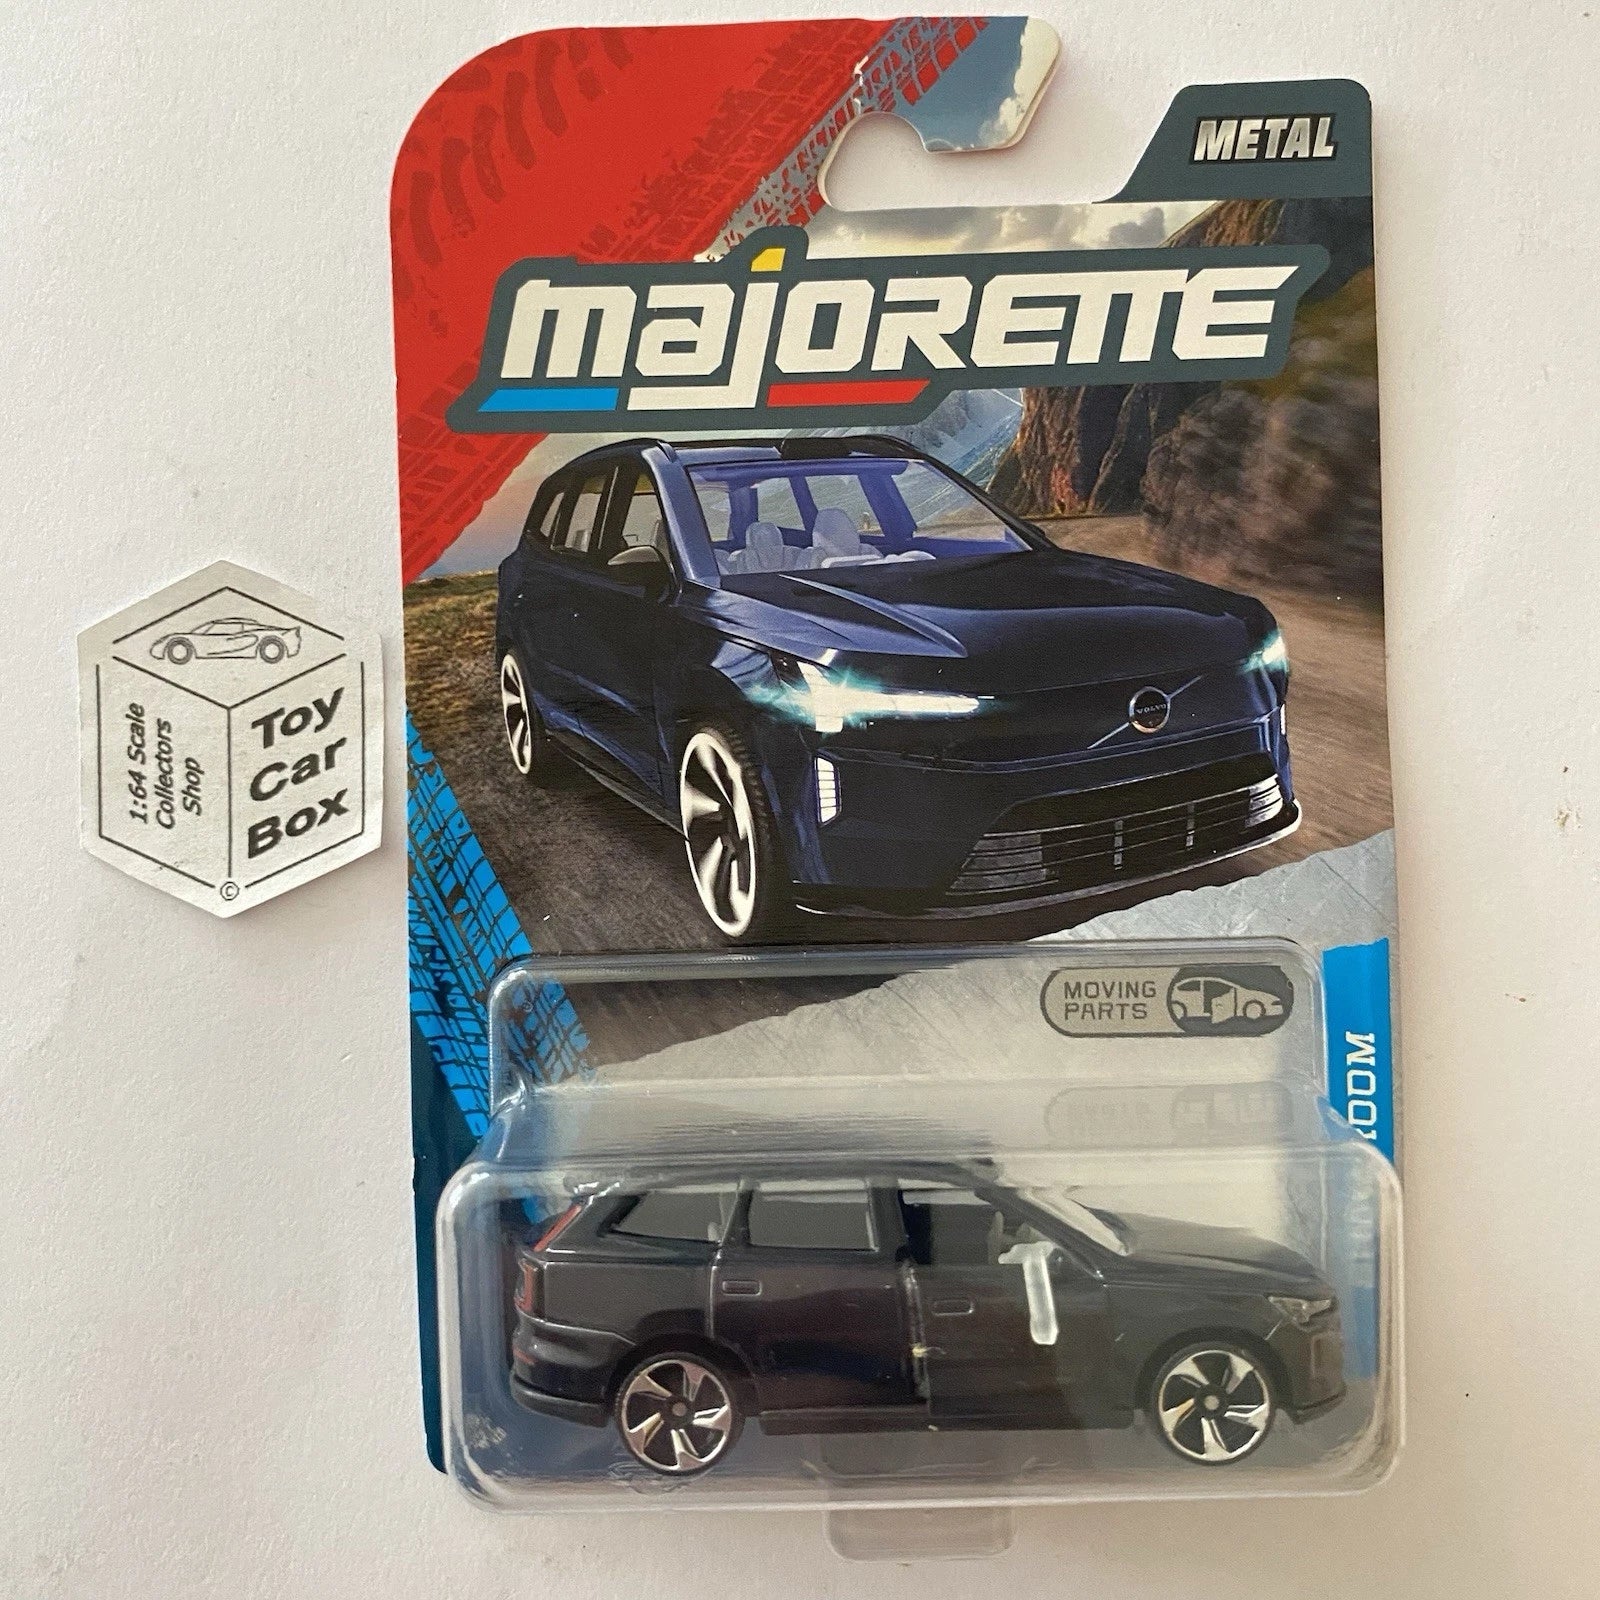 METAL
majORETTE
VOLVO
1:64 Scale
Collectors
Shop
Toy
Car
Box
©
MOVING
PARTS